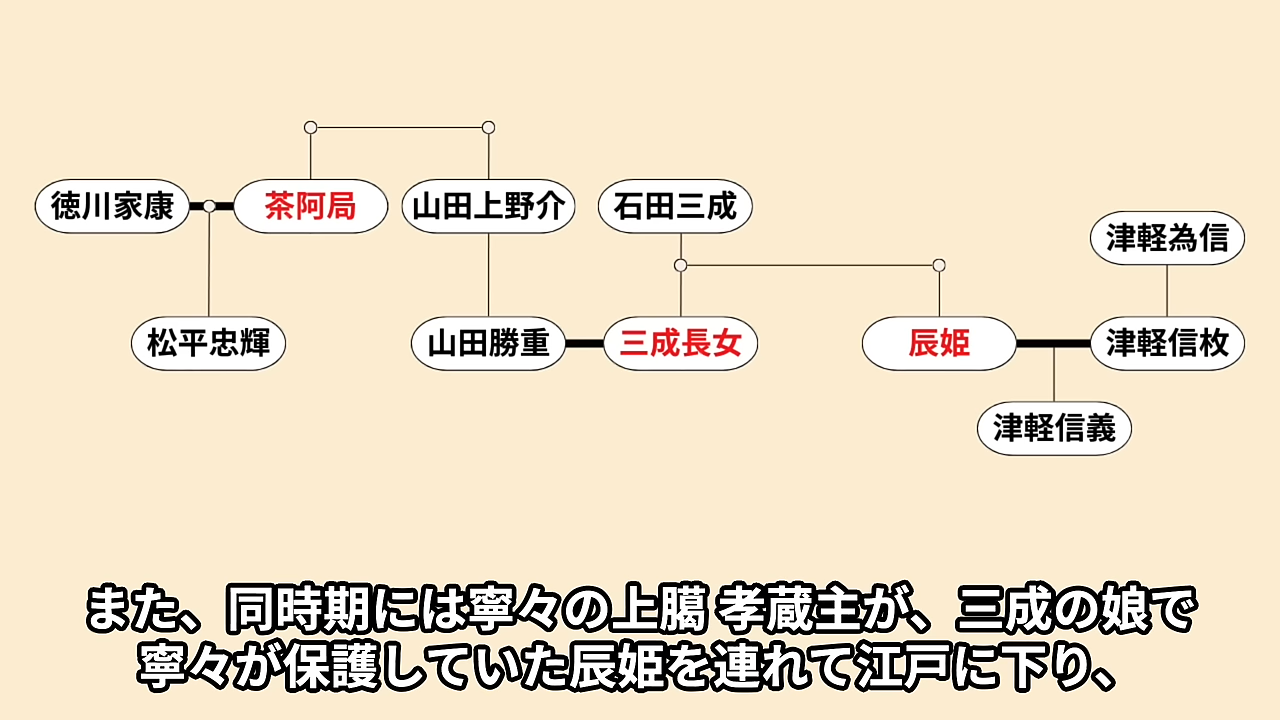 徳川家康
茶阿局
山田上野介
石田三成
津軽為信
松平忠輝
山田勝重
三成長女
辰姫
津軽信枚
津軽信義
また、同時期には寧々の上臈 孝蔵主が、三成の娘で
寧々が保護していた辰姫を連れて江戸に下り、